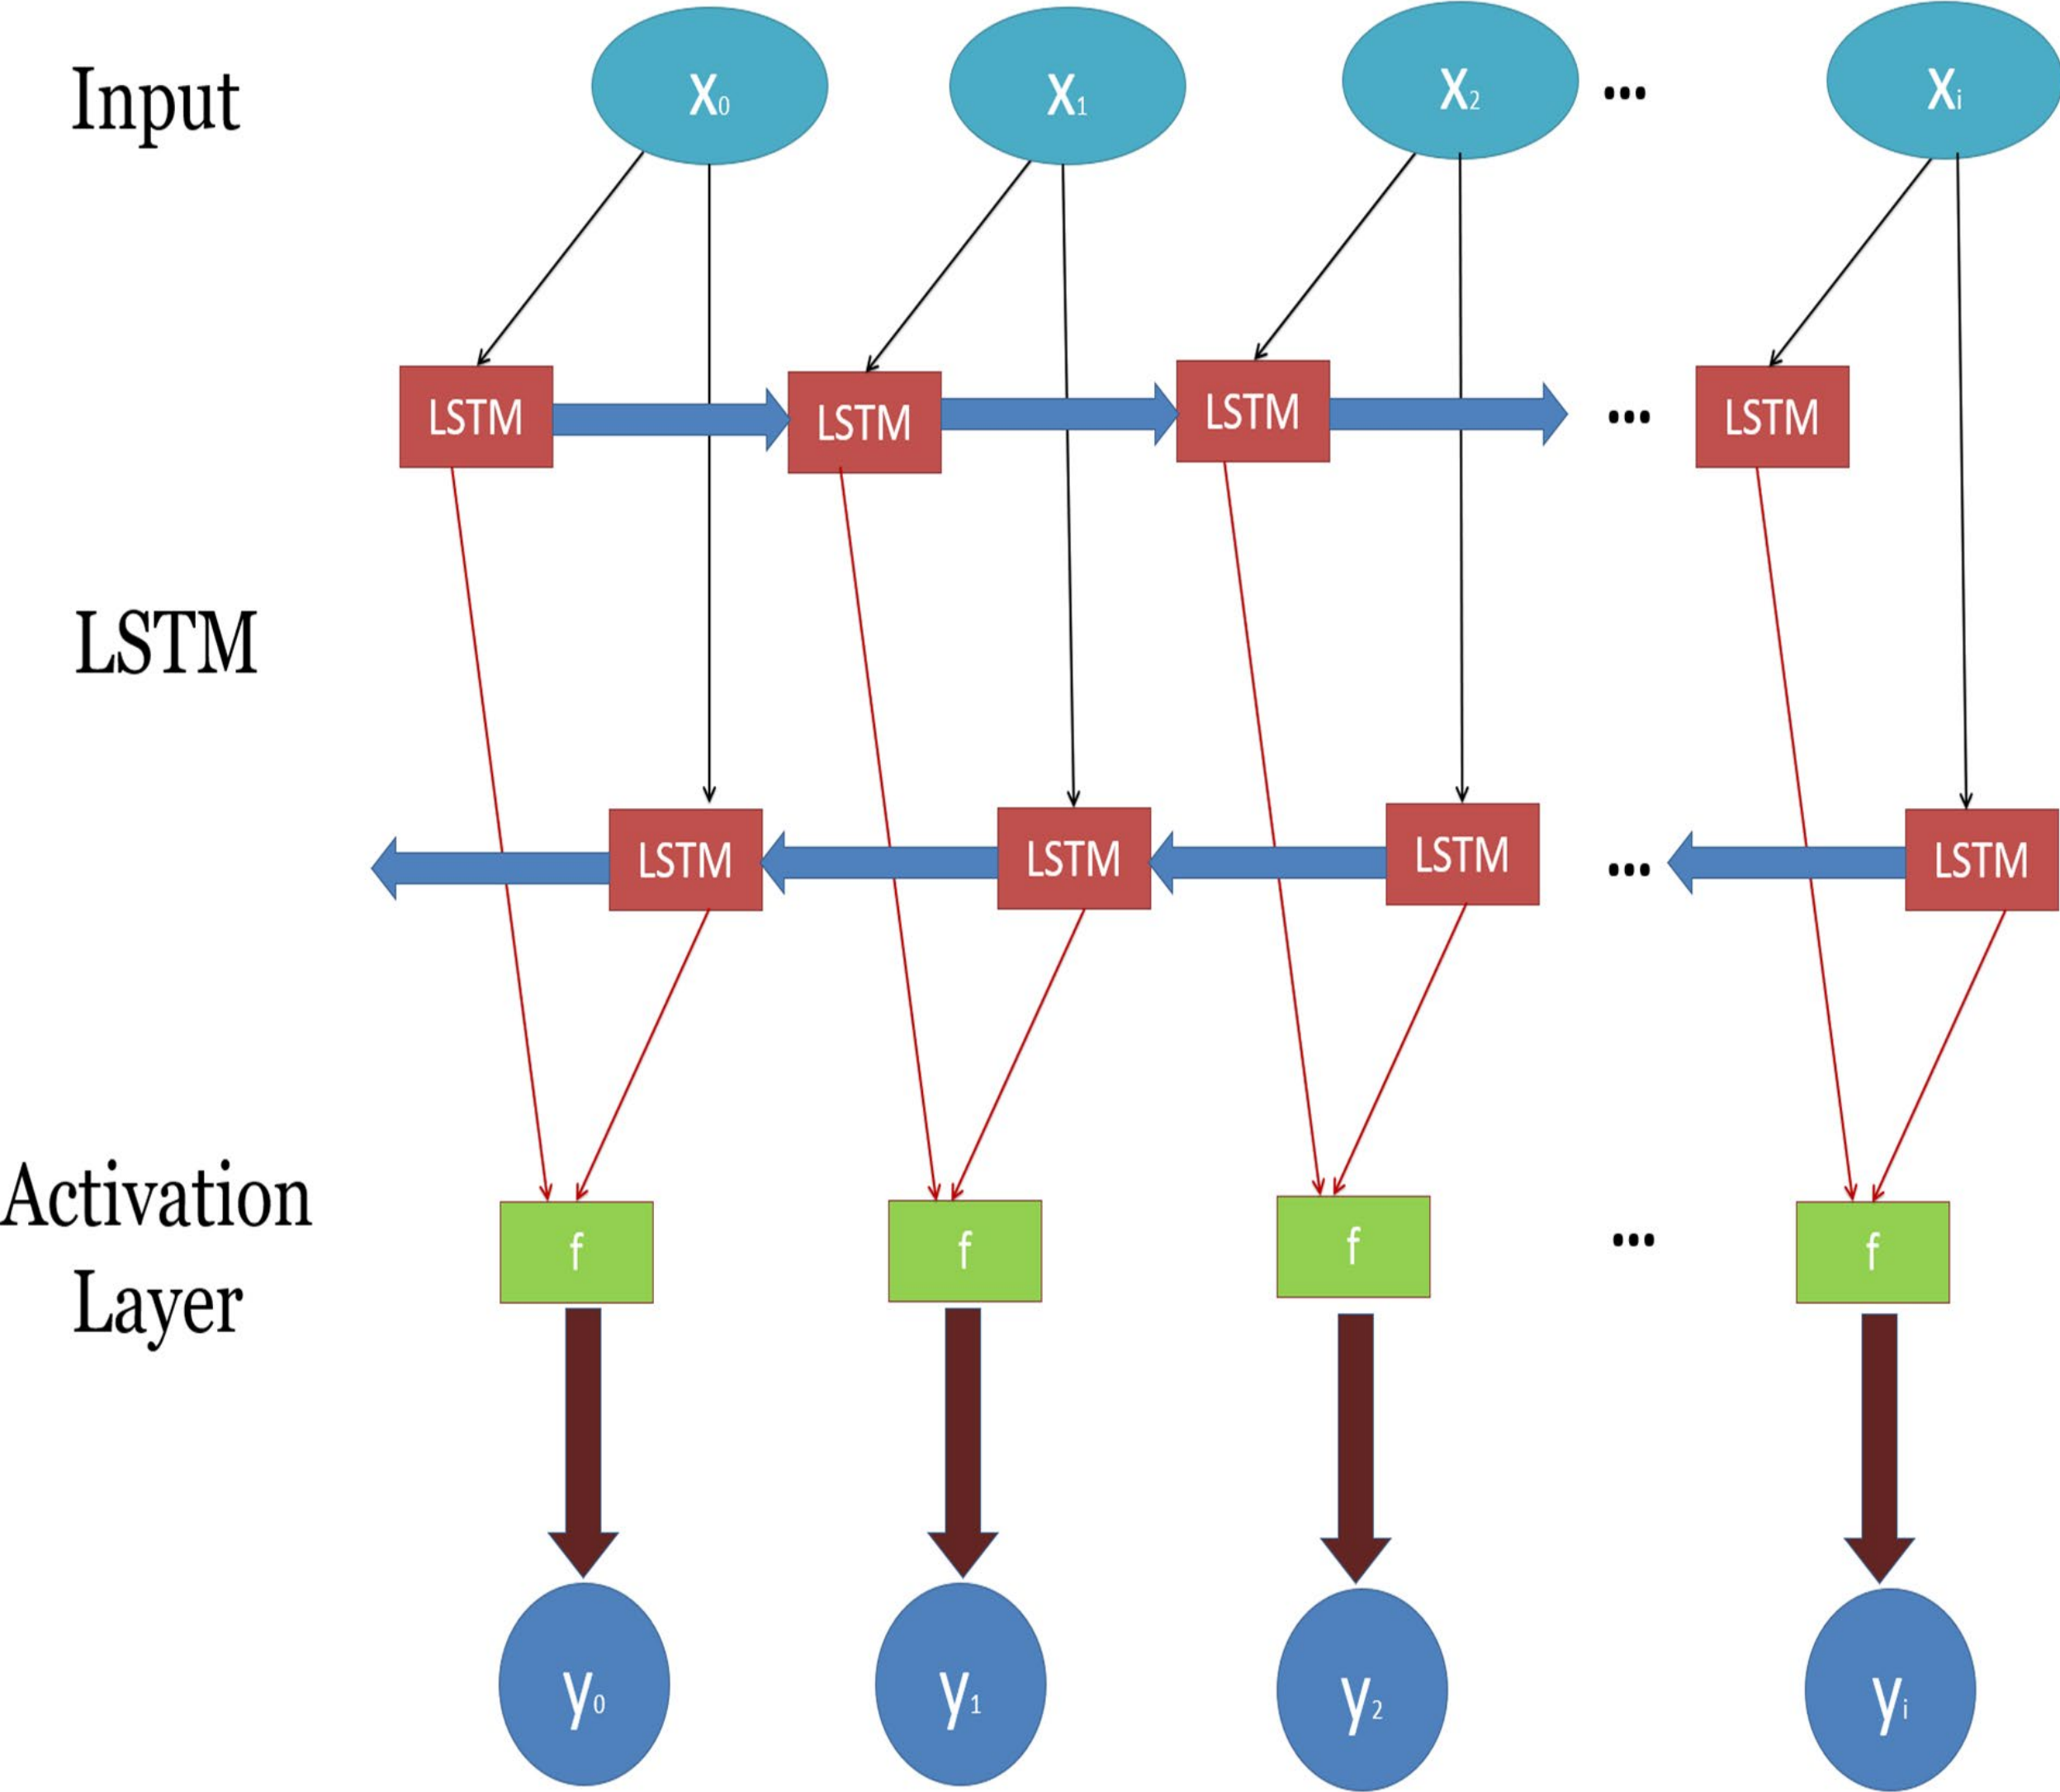 Input X₀ X₁ X₂ ... Xᵢ
LSTM LSTM LSTM ... LSTM
LSTM
LSTM LSTM LSTM ... LSTM
Activation
Layer
f f f ... f
y₀ y₁ y₂ yᵢ